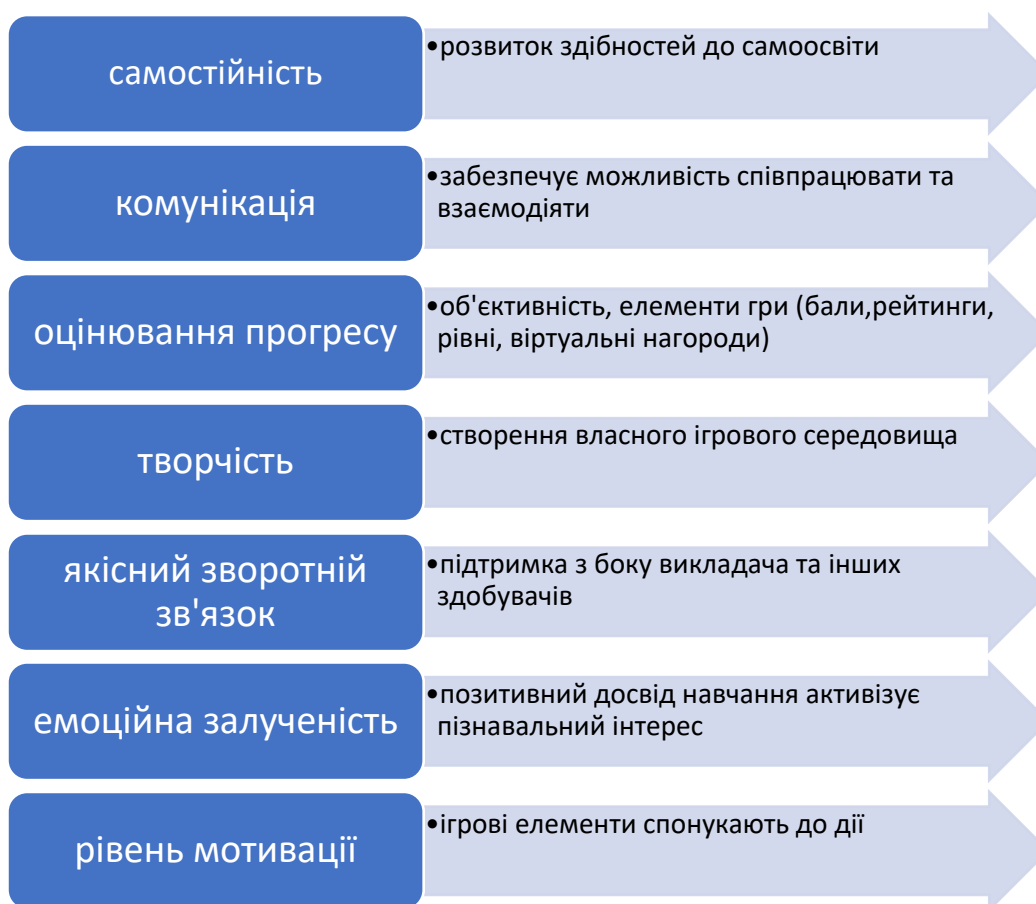 самостійність
•розвиток здібностей до самоосвіти
комунікація
•забезпечує можливість співпрацювати та
взаємодіяти
оцінювання прогресу
•об'єктивність, елементи гри (бали,рейтинги,
рівні, віртуальні нагороди)
творчість
•створення власного ігрового середовища
якісний зворотній
зв'язок
•підтримка з боку викладача та інших
здобувачів
емоційна залученість
•позитивний досвід навчання активізує
пізнавальний інтерес
рівень мотивації
•ігрові елементи спонукають до дії